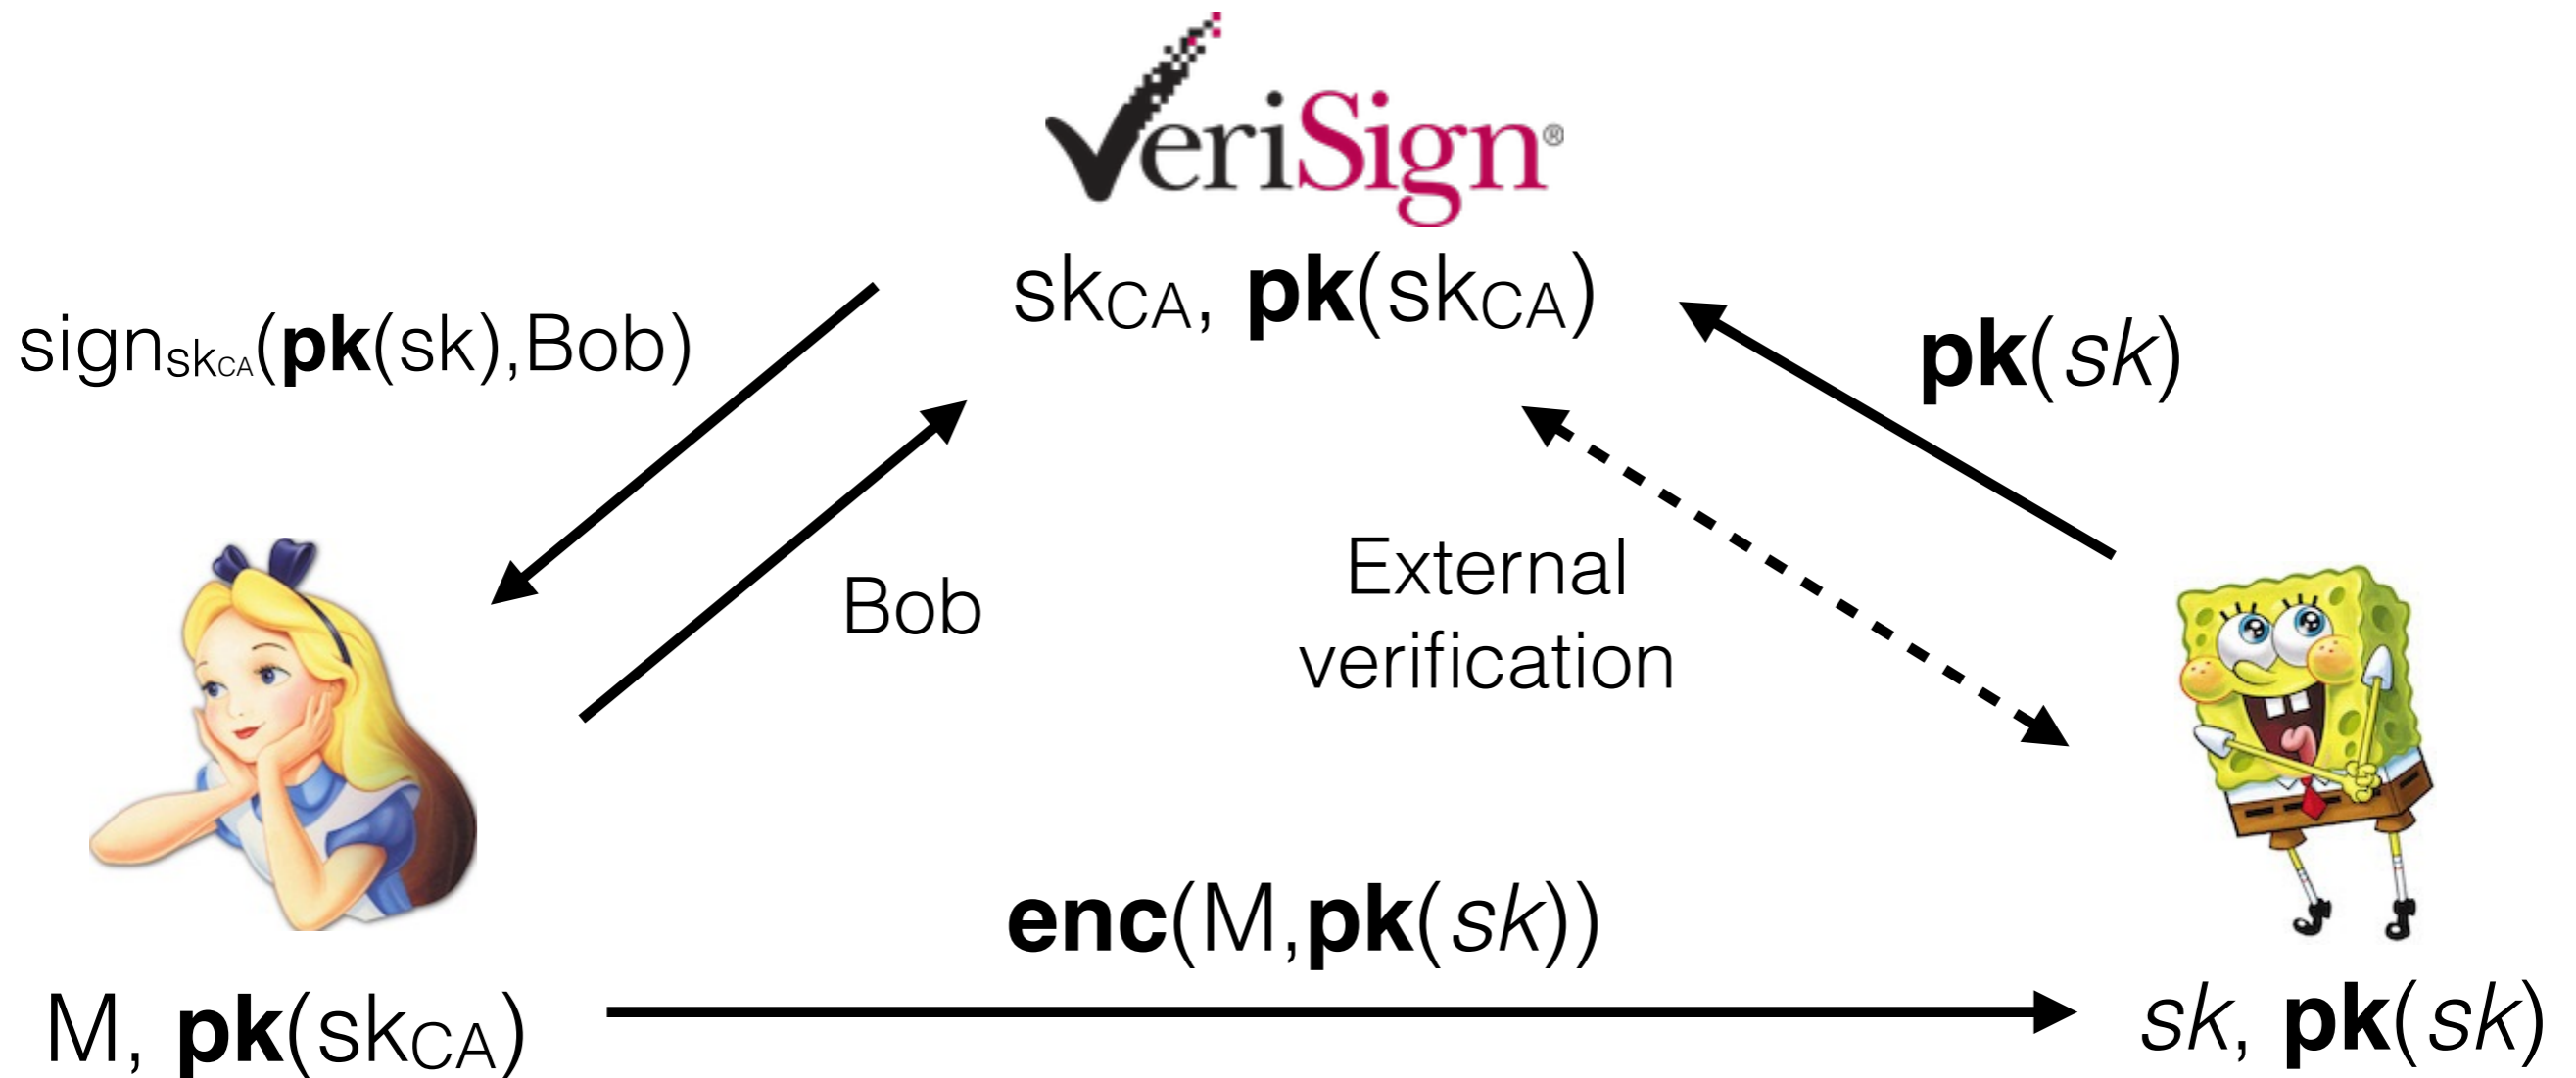 VeriSign®
skCA, pk(skCA)
signskCA(pk(sk),Bob)
pk(sk)
Bob
External
verification
enc(M,pk(sk))
M, pk(skCA)
sk, pk(sk)